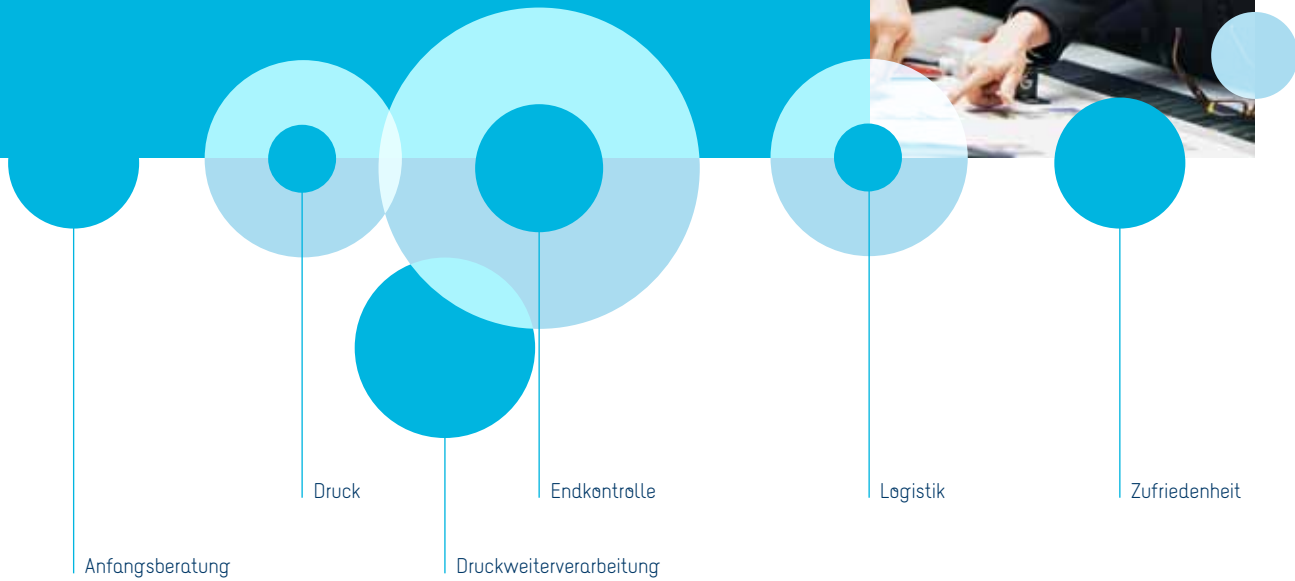 Druck
Endkontrolle
Logistik
Zufriedenheit
Anfangsberatung
Druckweiterverarbeitung